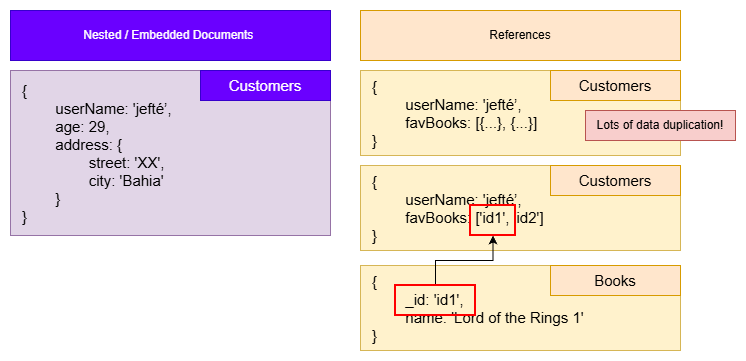 Nested / Embedded Documents
Customers
{
userName: 'jefté’,
age: 29,
address: {
street: 'XX’,
city: 'Bahia'
}
}
References
Customers
{
userName: 'jefté’,
favBooks: [{...}, {...}]
}
Lots of data duplication!
Customers
{
userName: 'jefté’,
favBooks: ['id1', 'id2']
}
Books
{
_id: 'id1',
name: 'Lord of the Rings 1'
}